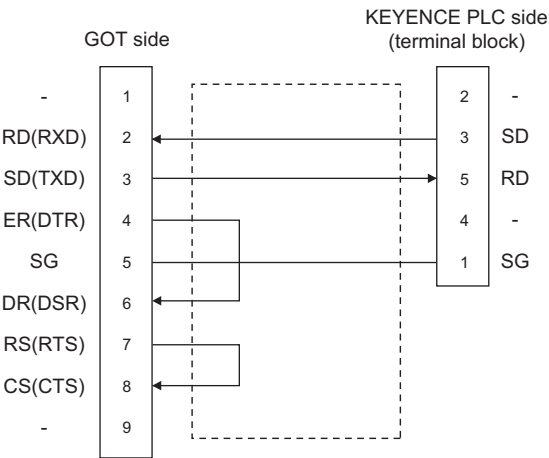 KEYENCE PLC side
(terminal block)
GOT side
- 1 2 -
RD(RXD) 2 3 SD
SD(TXD) 3 5 RD
ER(DTR) 4 4 -
SG 5 1 SG
DR(DSR) 6
RS(RTS) 7
CS(CTS) 8
- 9